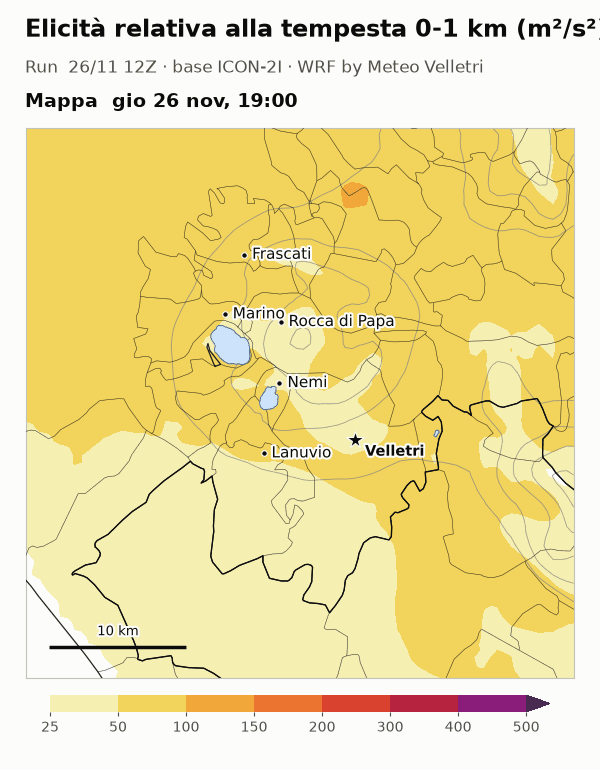 Elicità relativa alla tempesta 0-1 km (m²/s²)
Run 26/11 12Z · base ICON-2I · WRF by Meteo Velletri
Mappa gio 26 nov, 19:00
Frascati
Marino
Rocca di Papa
Nemi
Velletri
Lanuvio
10 km
25 50 100 150 200 300 400 500